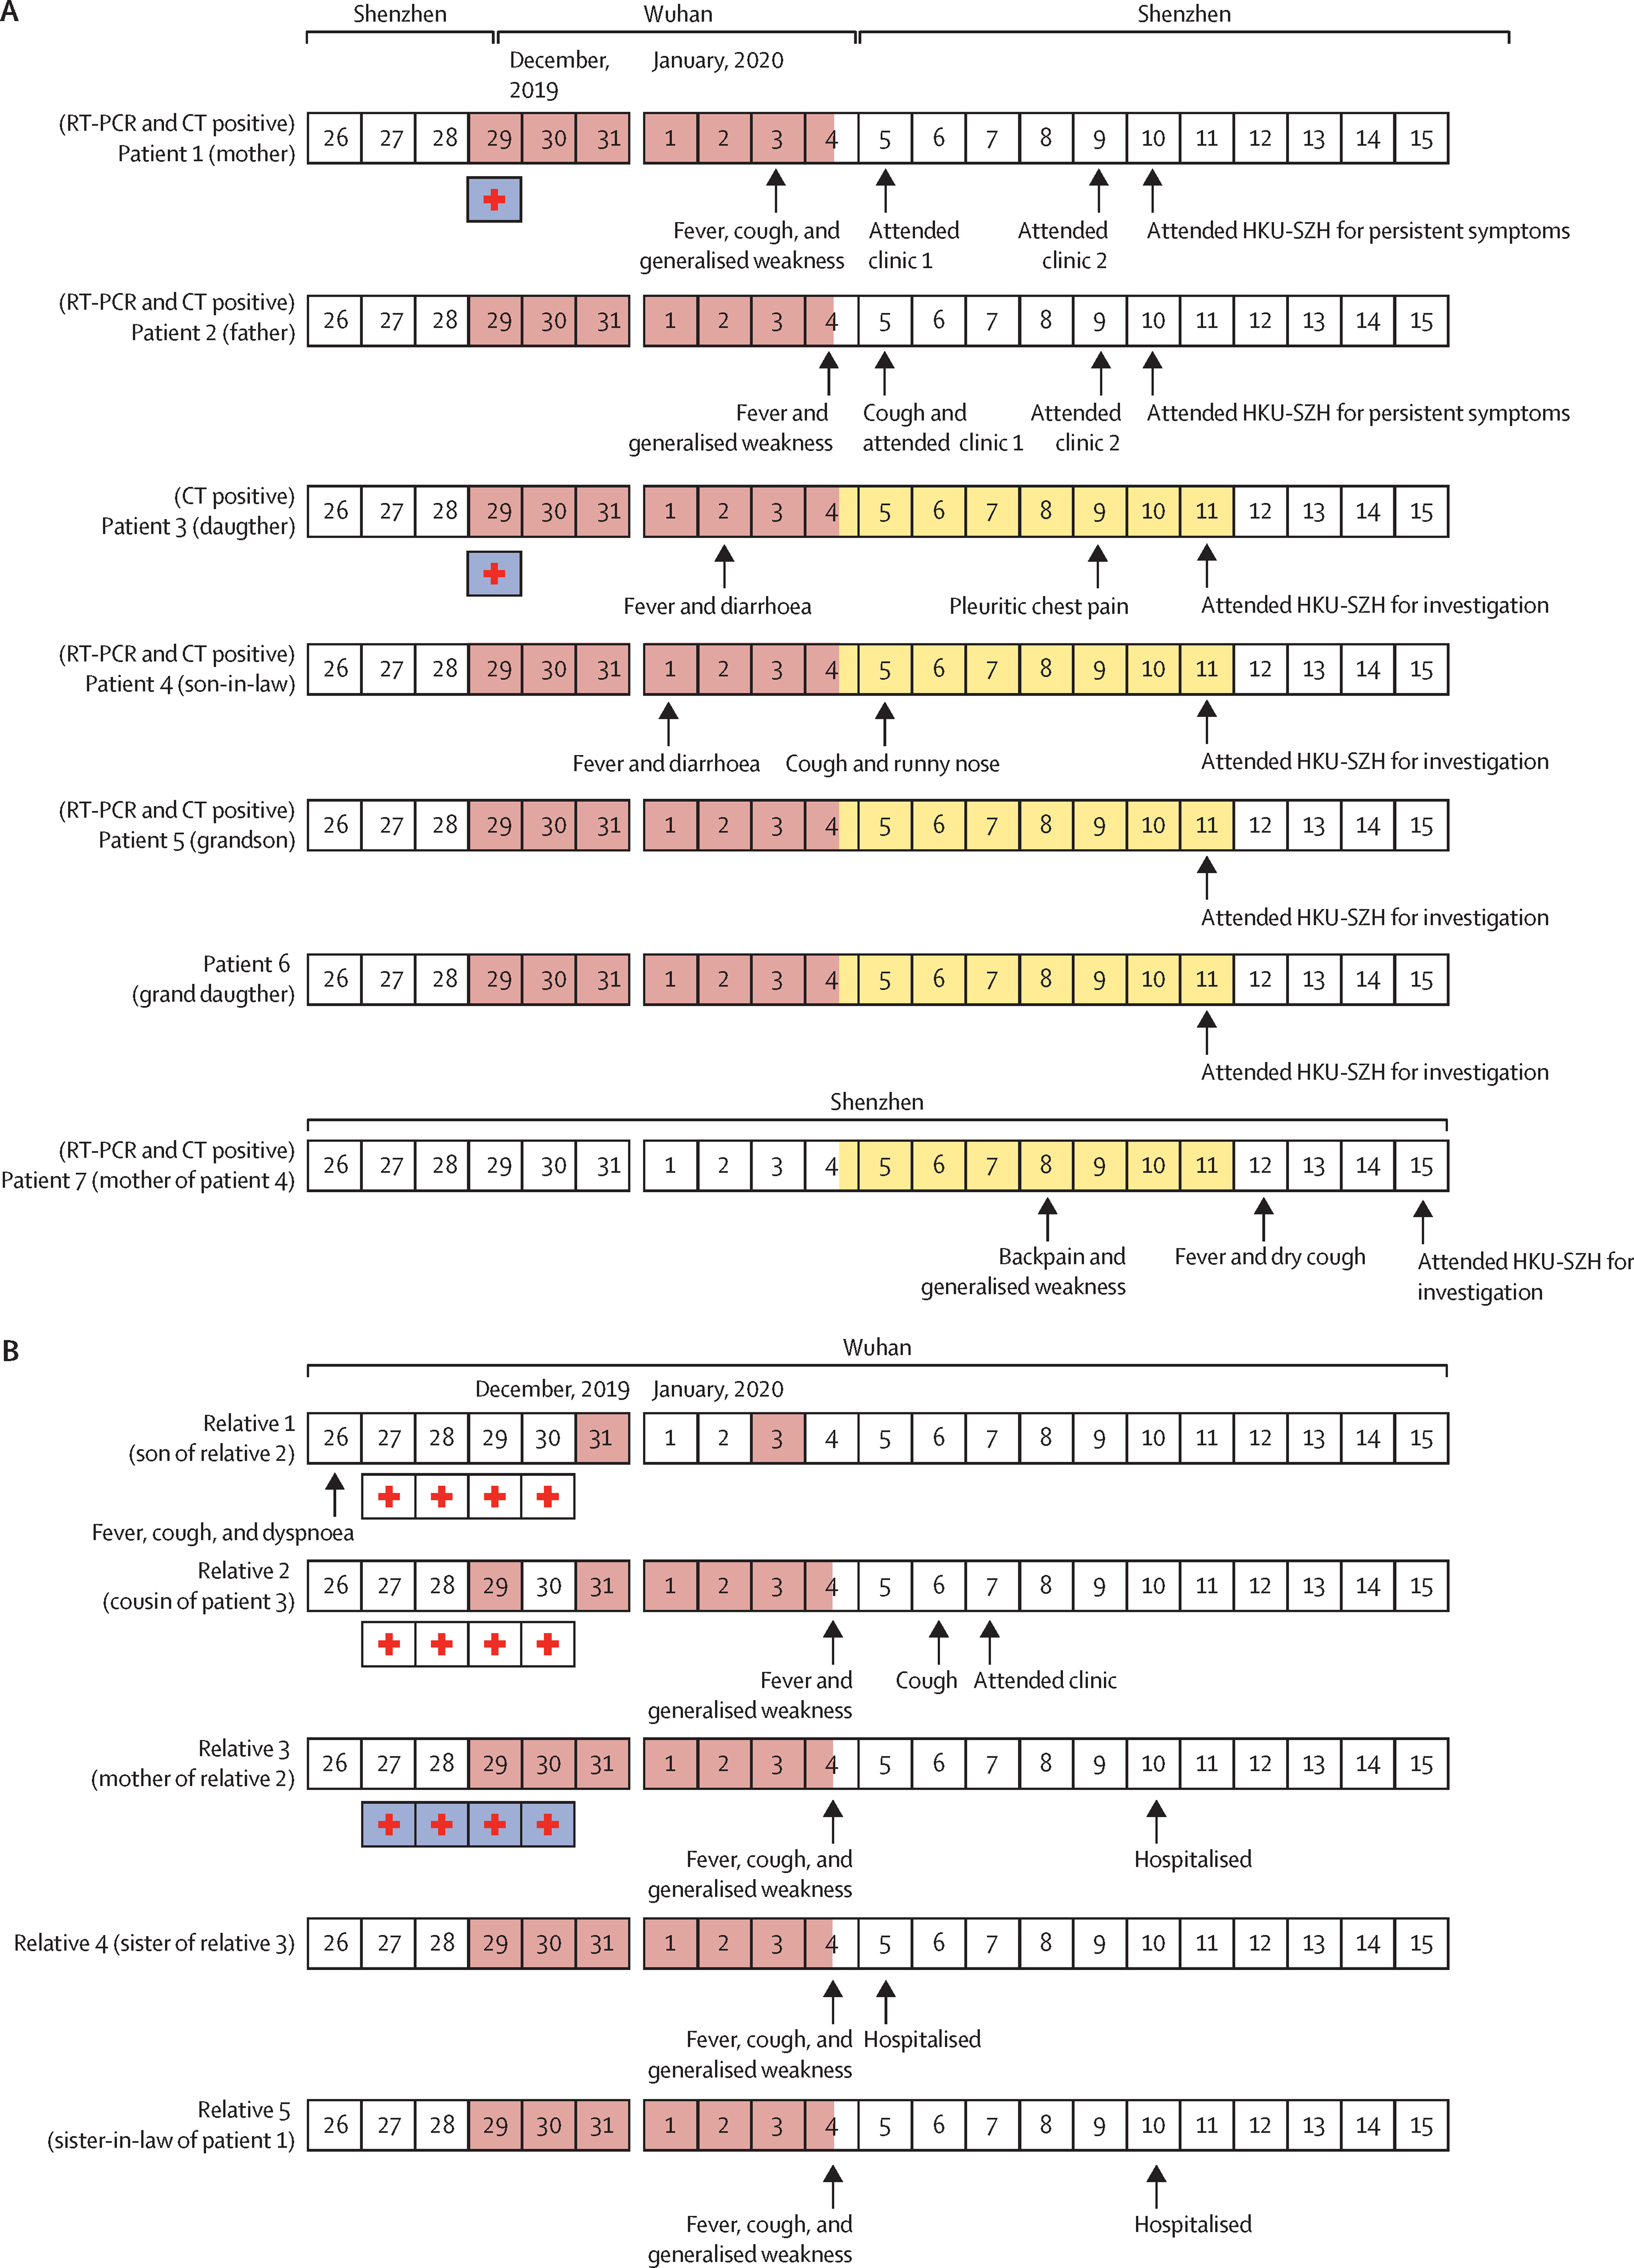 A
Shenzhen Wuhan Shenzhen
December, January, 2020
2019
(RT-PCR and CT positive)
Patient 1 (mother)
26 27 28 29 30 31 1 2 3 4 5 6 7 8 9 10 11 12 13 14 15
Fever, cough, and Attended Attended Attended HKU-SZH for persistent symptoms
generalised weakness clinic 1 clinic 2
(RT-PCR and CT positive)
Patient 2 (father)
26 27 28 29 30 31 1 2 3 4 5 6 7 8 9 10 11 12 13 14 15
Fever and Cough and Attended Attended HKU-SZH for persistent symptoms
generalised weakness attended clinic 1 clinic 2
(CT positive)
Patient 3 (daugther)
26 27 28 29 30 31 1 2 3 4 5 6 7 8 9 10 11 12 13 14 15
Fever and diarrhoea Pleuritic chest pain Attended HKU-SZH for investigation
(RT-PCR and CT positive)
Patient 4 (son-in-law)
26 27 28 29 30 31 1 2 3 4 5 6 7 8 9 10 11 12 13 14 15
Fever and diarrhoea Cough and runny nose Attended HKU-SZH for investigation
(RT-PCR and CT positive)
Patient 5 (grandson)
26 27 28 29 30 31 1 2 3 4 5 6 7 8 9 10 11 12 13 14 15
Attended HKU-SZH for investigation
Patient 6
(grand daugther)
26 27 28 29 30 31 1 2 3 4 5 6 7 8 9 10 11 12 13 14 15
Attended HKU-SZH for investigation
Shenzhen
(RT-PCR and CT positive)
Patient 7 (mother of patient 4)
26 27 28 29 30 31 1 2 3 4 5 6 7 8 9 10 11 12 13 14 15
Backpain and Fever and dry cough Attended HKU-SZH for
generalised weakness investigation
B
Wuhan
December, 2019 January, 2020
Relative 1
(son of relative 2)
26 27 28 29 30 31 1 2 3 4 5 6 7 8 9 10 11 12 13 14 15
Fever, cough, and dyspnoea
Relative 2
(cousin of patient 3)
26 27 28 29 30 31 1 2 3 4 5 6 7 8 9 10 11 12 13 14 15
Fever and Cough Attended clinic
generalised weakness
Relative 3
(mother of relative 2)
26 27 28 29 30 31 1 2 3 4 5 6 7 8 9 10 11 12 13 14 15
Fever, cough, and Hospitalised
generalised weakness
Relative 4 (sister of relative 3)
26 27 28 29 30 31 1 2 3 4 5 6 7 8 9 10 11 12 13 14 15
Fever, cough, and Hospitalised
generalised weakness
Relative 5
(sister-in-law of patient 1)
26 27 28 29 30 31 1 2 3 4 5 6 7 8 9 10 11 12 13 14 15
Fever, cough, and Hospitalised
generalised weakness